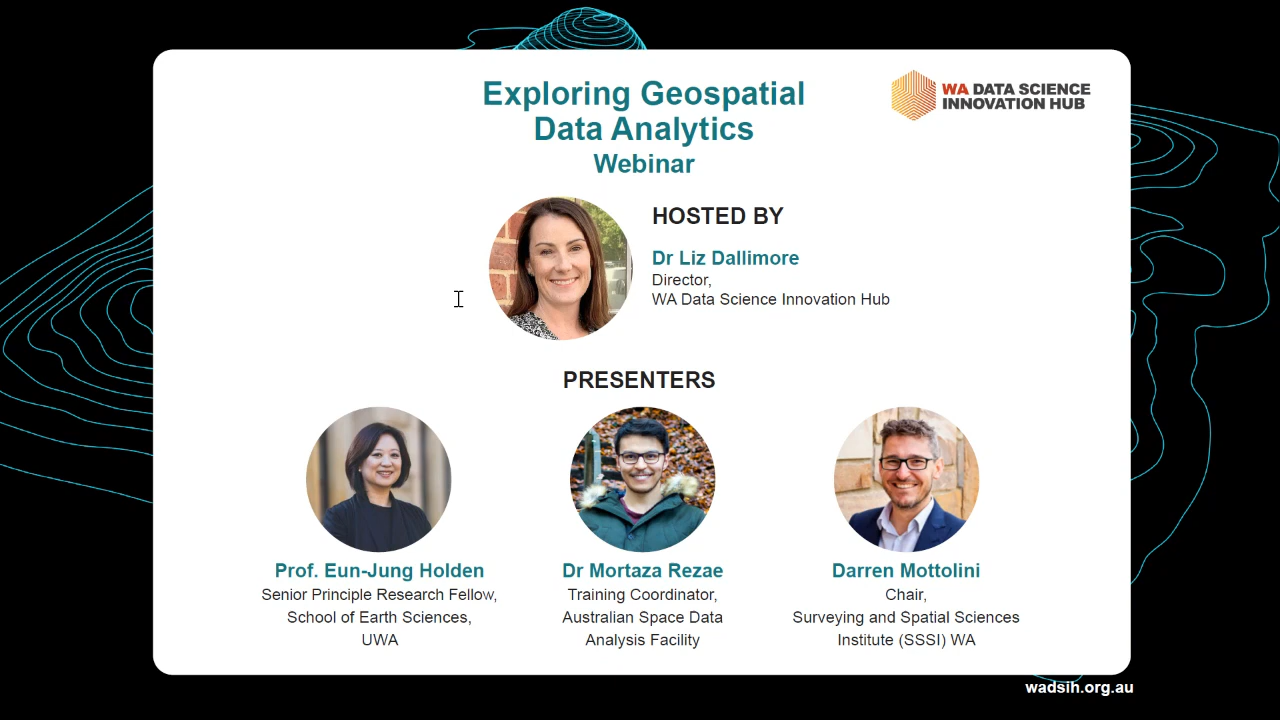 Exploring Geospatial
Data Analytics
Webinar
WA DATA SCIENCE
INNOVATION HUB
HOSTED BY
Dr Liz Dallimore
Director,
WA Data Science Innovation Hub
PRESENTERS
Prof. Eun-Jung Holden
Senior Principle Research Fellow,
School of Earth Sciences,
UWA
Dr Mortaza Rezae
Training Coordinator,
Australian Space Data
Analysis Facility
Darren Mottolini
Chair,
Surveying and Spatial Sciences
Institute (SSSI) WA
wadsih.org.au